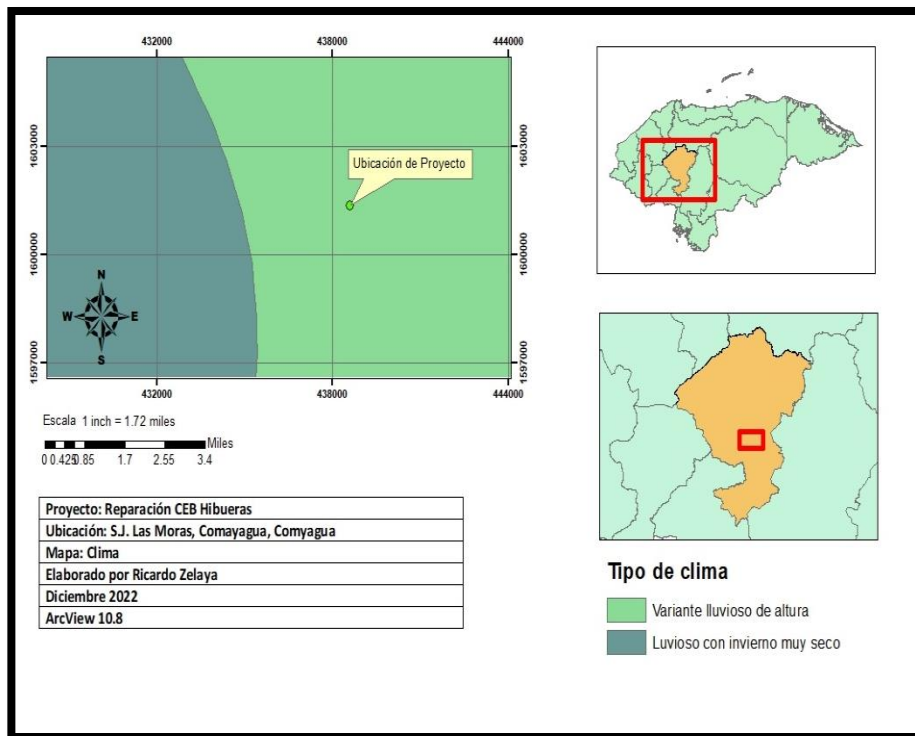 432000
438000
444000
1603000
1603000
Ubicación de Proyecto
1600000
1600000
N
W
E
S
1597000
1597000
432000
438000
444000
Escala 1 inch = 1.72 miles
Miles
0 0.425 0.85 1.7 2.55 3.4
Proyecto: Reparación CEB Hibueras
Ubicación: S.J. Las Moras, Comayagua, Comyagua
Mapa: Clima
Elaborado por Ricardo Zelaya
Diciembre 2022
ArcView 10.8
Tipo de clima
Variante lluvioso de altura
Luvioso con invierno muy seco